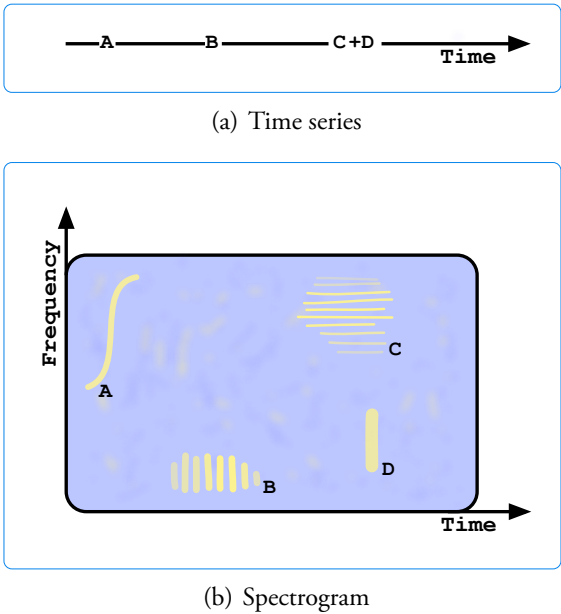 A B C+D
Time
(a) Time series
Frequency
A
C
D
B
Time
(b) Spectrogram